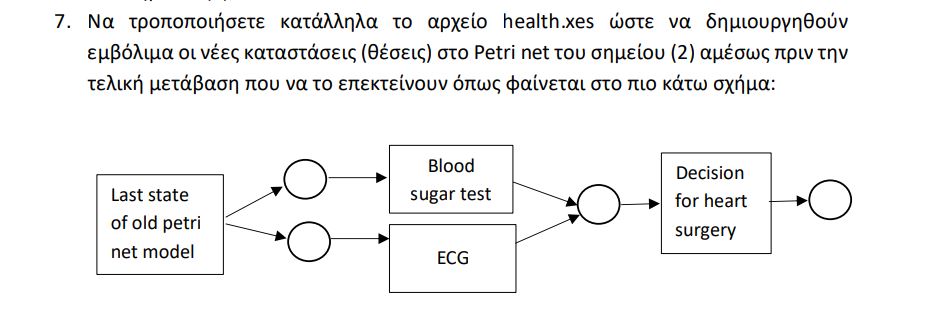 7. Να τροποποιήσετε κατάλληλα το αρχείο health.xes ώστε να δημιουργηθούν
εμβόλιμα οι νέες καταστάσεις (θέσεις) στο Petri net του σημείου (2) αμέσως πριν την
τελική μετάβαση που να το επεκτείνουν όπως φαίνεται στο πιο κάτω σχήμα:
Last state
of old petri
net model
Blood
sugar test
ECG
Decision
for heart
surgery